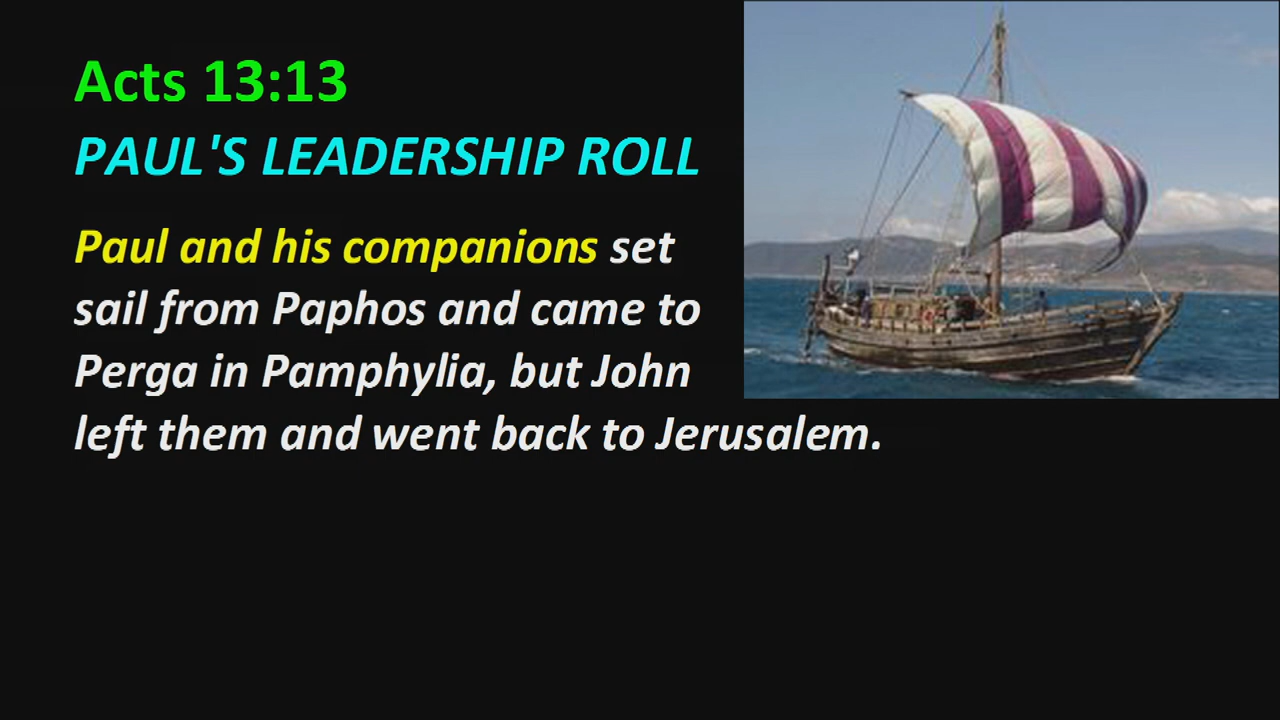 Acts 13:13
PAUL'S LEADERSHIP ROLL
Paul and his companions set
sail from Paphos and came to
Perga in Pamphylia, but John
left them and went back to Jerusalem.